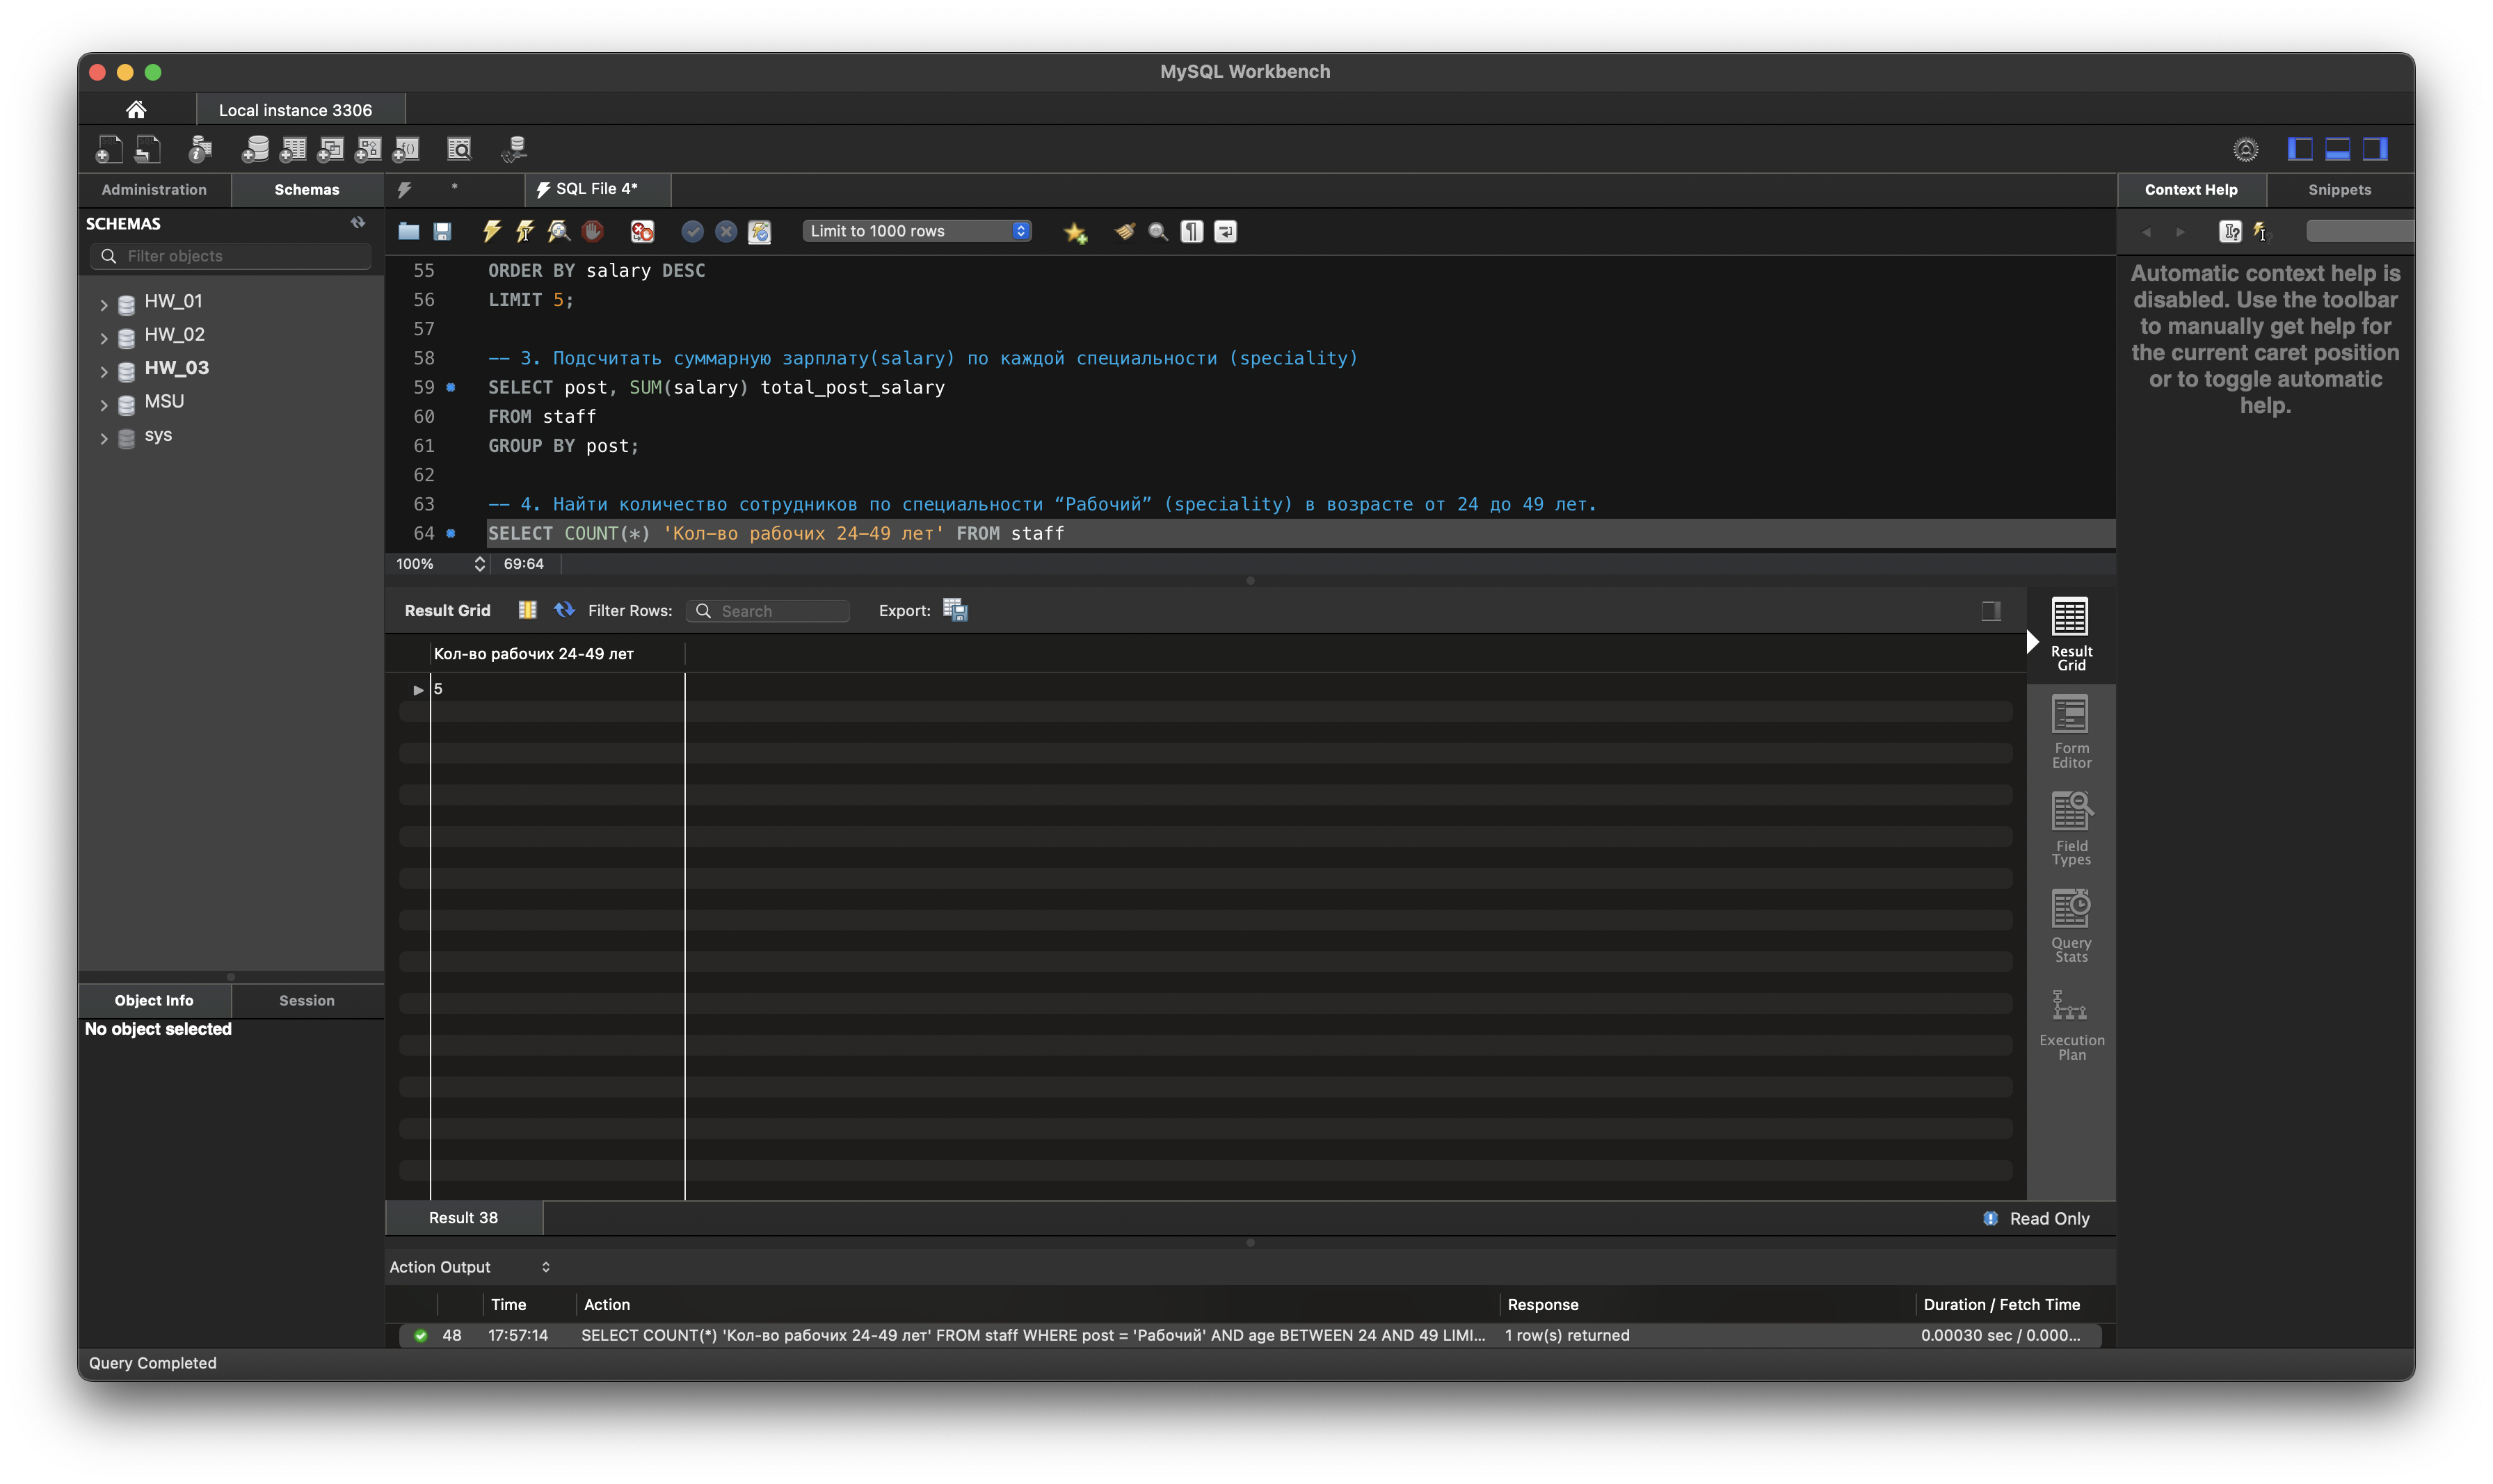 MySQL Workbench
Local instance 3306
Administration
Schemas
SQL File 4*
Context Help
Snippets
SCHEMAS
Filter objects
HW_01
HW_02
HW_03
MSU
sys
Object Info
Session
No object selected
*
Limit to 1000 rows
55 ORDER BY salary DESC
56 LIMIT 5;
57
58 -- 3. Подсчитать суммарную зарплату(salary) по каждой специальности (speciality)
59 SELECT post, SUM(salary) total_post_salary
60 FROM staff
61 GROUP BY post;
62
63 -- 4. Найти количество сотрудников по специальности “Рабочий” (speciality) в возрасте от 24 до 49 лет.
64 SELECT COUNT(*) 'Кол-во рабочих 24-49 лет' FROM staff
100%
69:64
Result Grid
Filter Rows:
Search
Export:
Кол-во рабочих 24-49 лет
5
Result
Grid
Form
Editor
Field
Types
Query
Stats
Execution
Plan
Result 38
Read Only
Action Output
Time Action Response Duration / Fetch Time
48 17:57:14 SELECT COUNT(*) 'Кол-во рабочих 24-49 лет' FROM staff WHERE post = 'Рабочий' AND age BETWEEN 24 AND 49 LIMI... 1 row(s) returned 0.00030 sec / 0.000...
Automatic context help is
disabled. Use the toolbar
to manually get help for
the current caret position
or to toggle automatic
help.
Query Completed